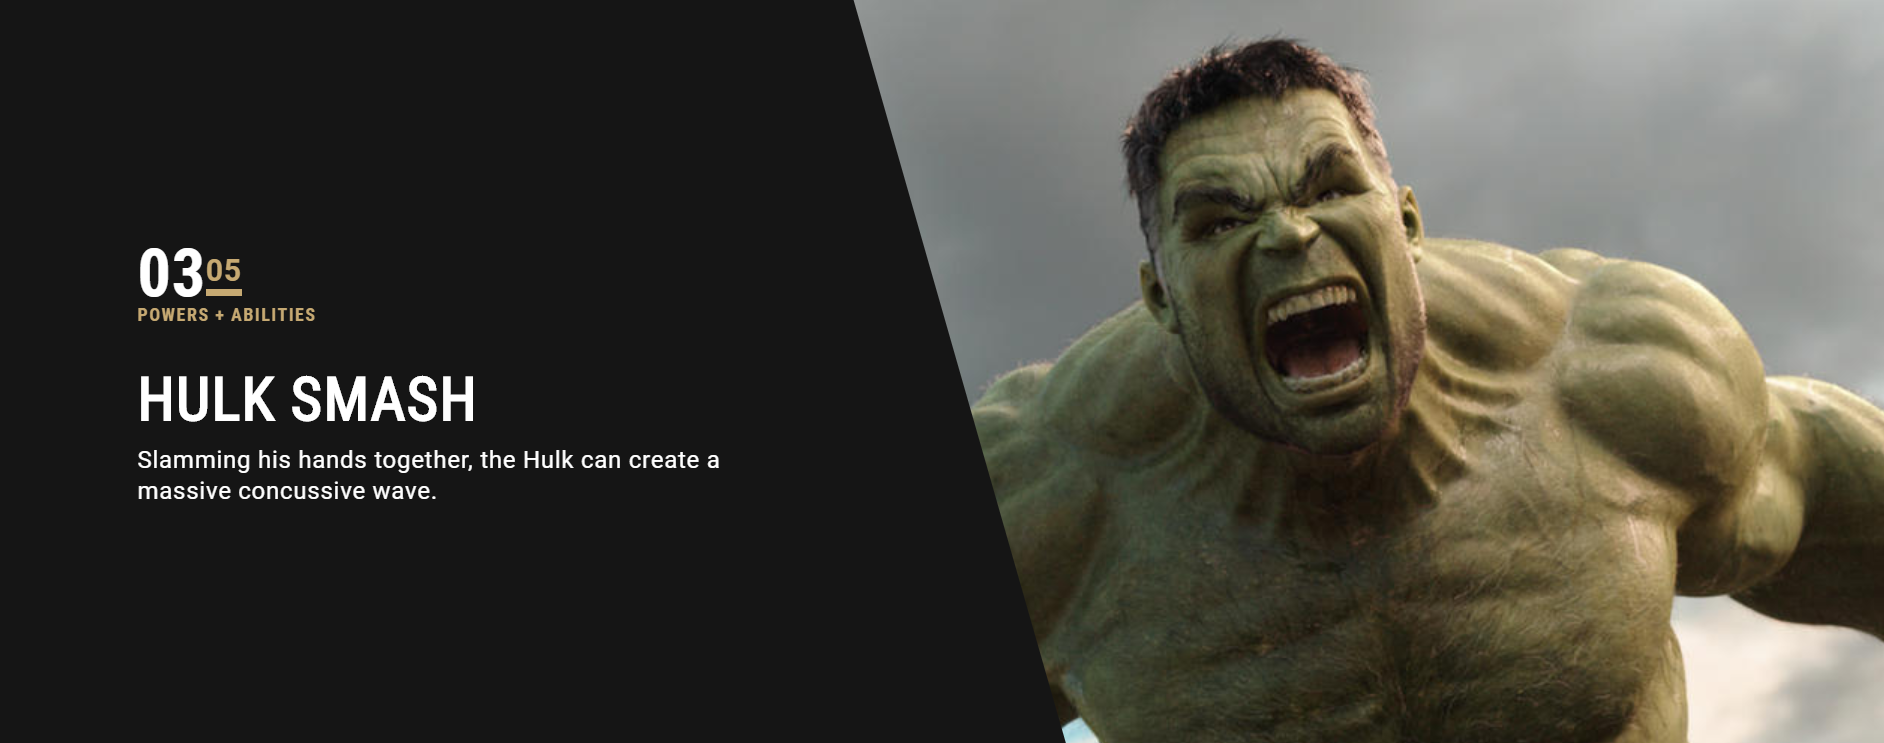 03 05
POWERS + ABILITIES
HULK SMASH
Slamming his hands together, the Hulk can create a
massive concussive wave.